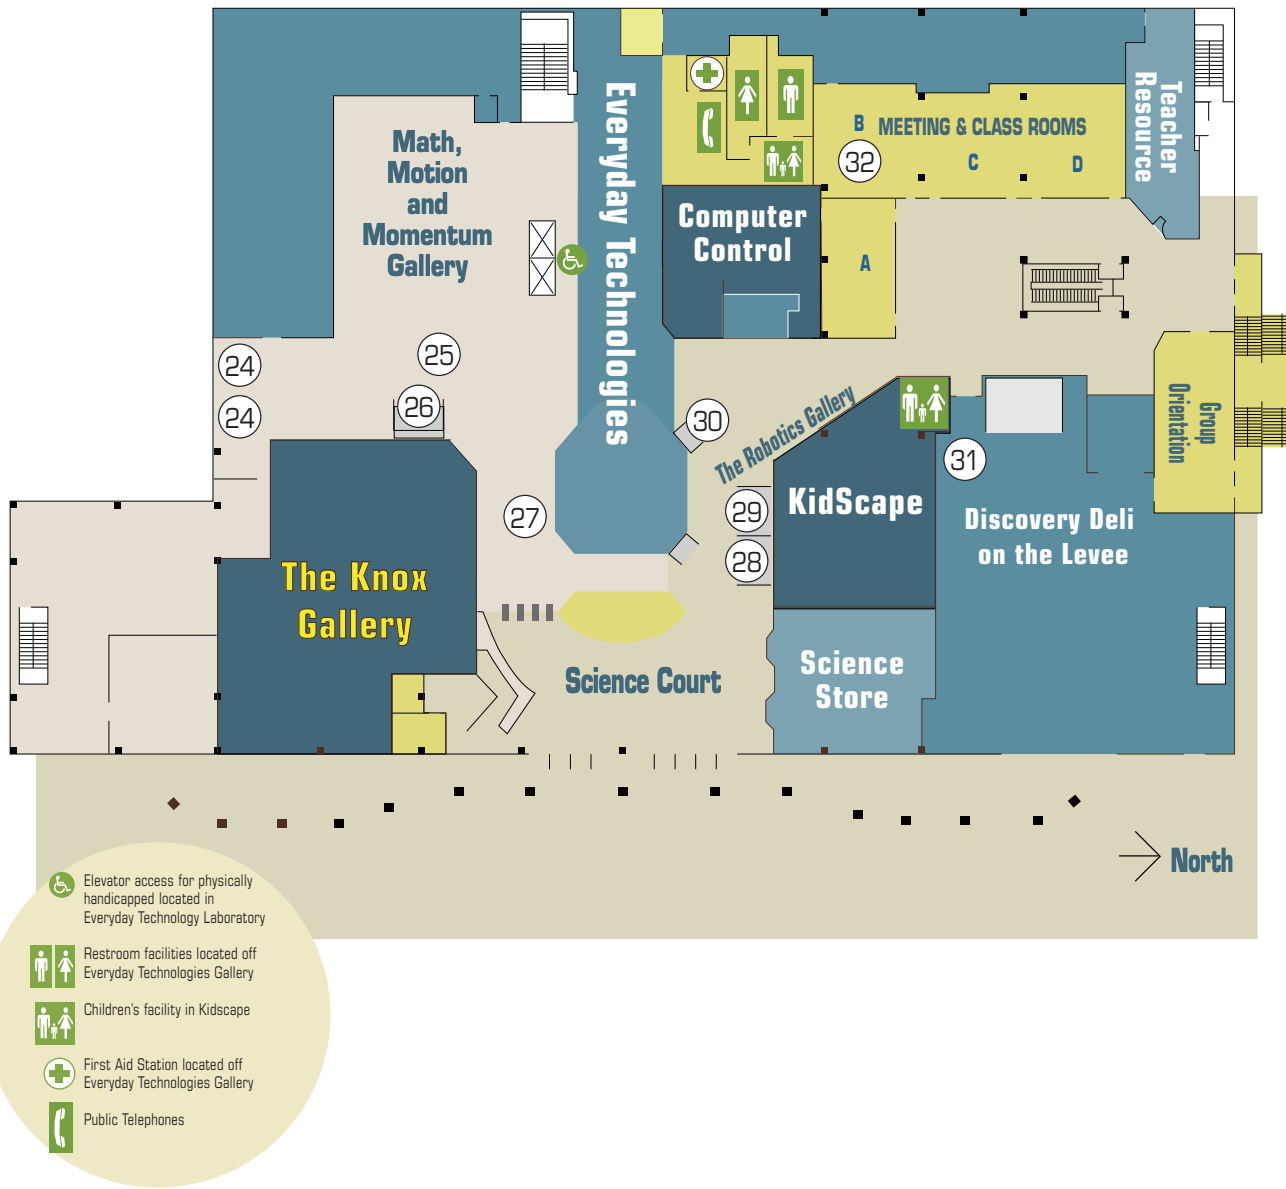 Math,
Motion
and
Momentum
Gallery
Everyday Technologies
B
MEETING & CLASS ROOMS
32
C
D
Teacher
Resource
Computer
Control
A
24
25
24
26
30
The Robotics Gallery
Group
Orientation
31
27
29
28
KidScape
Discovery Deli
on the Levee
The Knox
Gallery
Science Court
Science
Store
North
Elevator access for physically
handicapped located in
Everyday Technology Laboratory
Restroom facilities located off
Everyday Technologies Gallery
Children's facility in Kidscape
First Aid Station located off
Everyday Technologies Gallery
Public Telephones